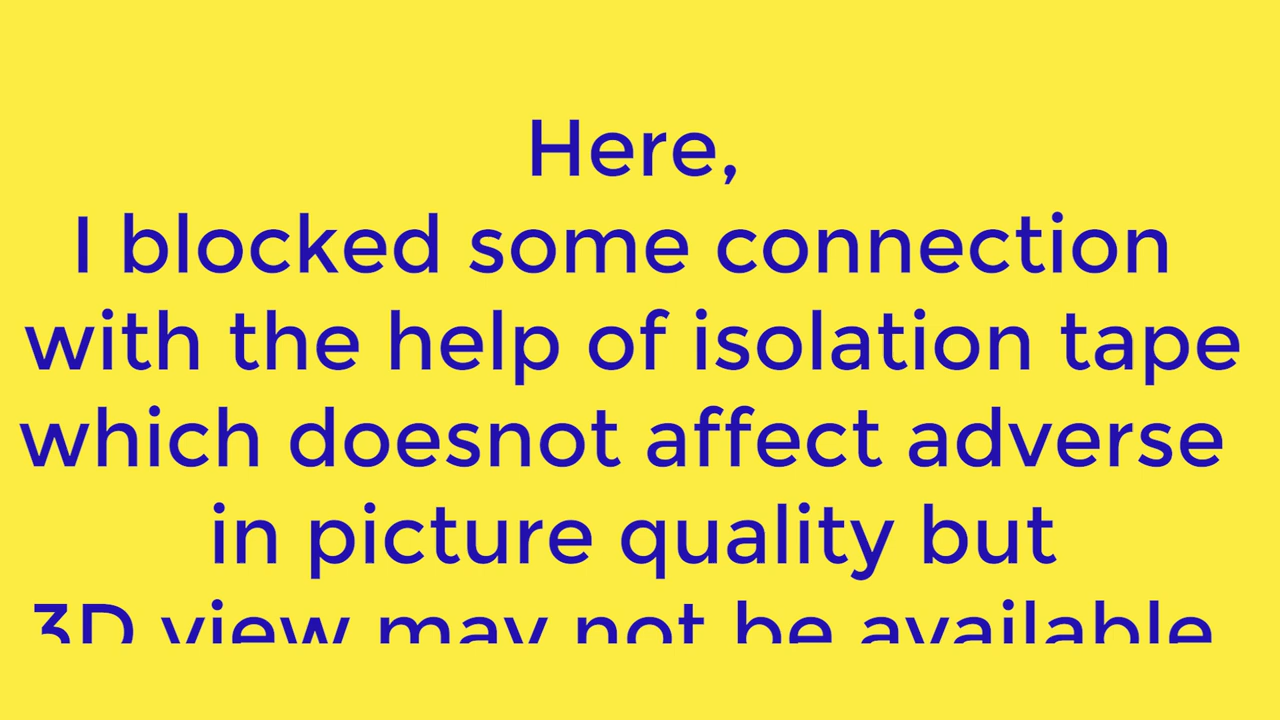 Here,
I blocked some connection
with the help of isolation tape
which doesnot affect adverse
in picture quality but
3D view may not be available